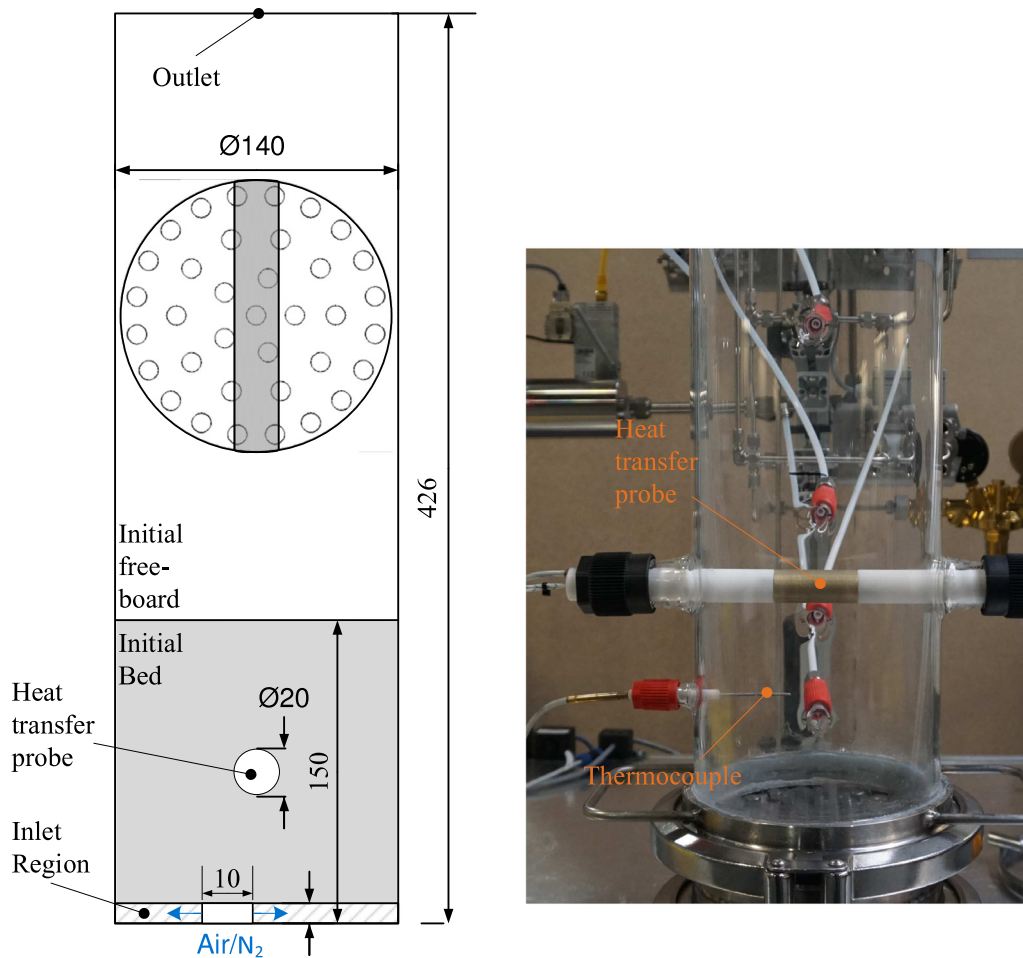 Outlet
Ø140
426
Initial
free-
board
Initial
Bed
Heat
transfer
probe
Ø20
150
Inlet
Region
10
Air/N₂
Heat
transfer
probe
Thermocouple